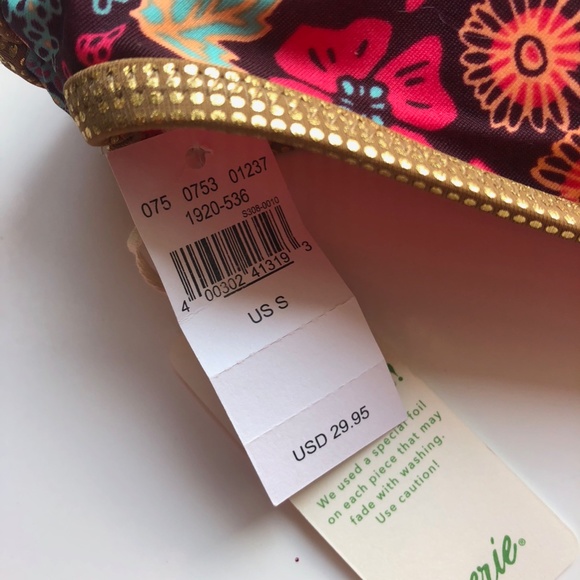 075 0753 01237
1920-536
S308-0010
4 00302 41319 3
US S
USD 29.95
We used a special foil
on each piece that may
fade with washing.
Use caution!